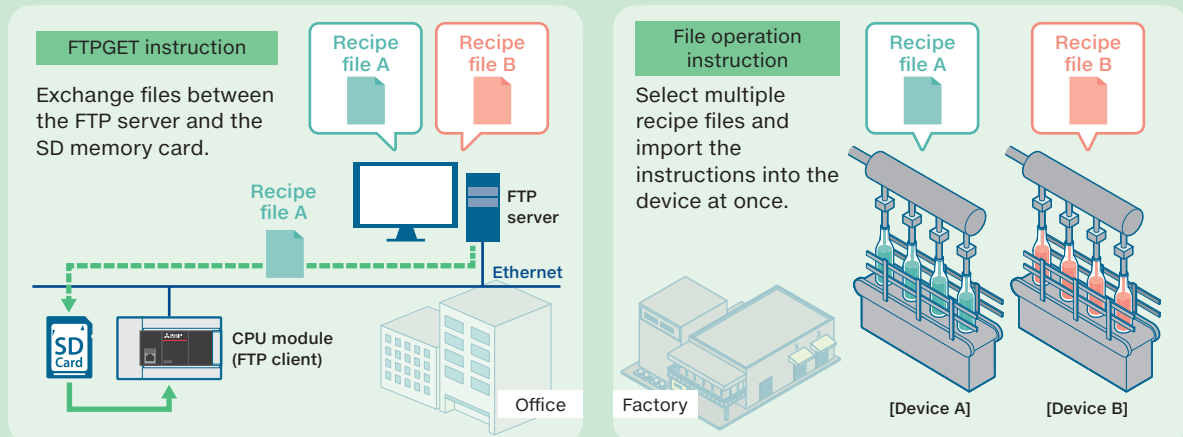 FTPGET instruction
Exchange files between
the FTP server and the
SD memory card.
Recipe
file A
Recipe
file B
Recipe
file A
FTP
server
Ethernet
SD
Card
CPU module
(FTP client)
Office
File operation
instruction
Select multiple
recipe files and
import the
instructions into the
device at once.
Recipe
file A
Recipe
file B
Factory
[Device A]
[Device B]